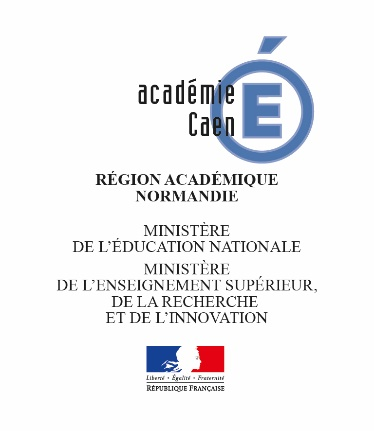 académie
Caen
É
RÉGION ACADÉMIQUE
NORMANDIE
MINISTÈRE
DE L'ÉDUCATION NATIONALE
MINISTÈRE
DE L'ENSEIGNEMENT SUPÉRIEUR,
DE LA RECHERCHE
ET DE L'INNOVATION
Liberté • Égalité • Fraternité
RÉPUBLIQUE FRANÇAISE